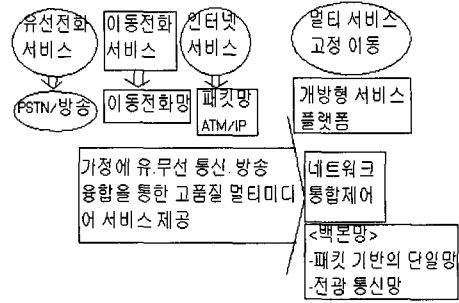 유선전화
서비스
이동전화
서비스
인터넷
서비스
멀티 서비스
고정 이동
PSTN/방송
이동전화망
패킷망
ATM/IP
개방형 서비스
플랫폼
가정에 유.무선 통신. 방송
융합을 통한 고품질 멀티미디
어 서비스 제공
네트워크
통합제어
<백본망>
-패킷 기반의 단일망
-전광 통신망